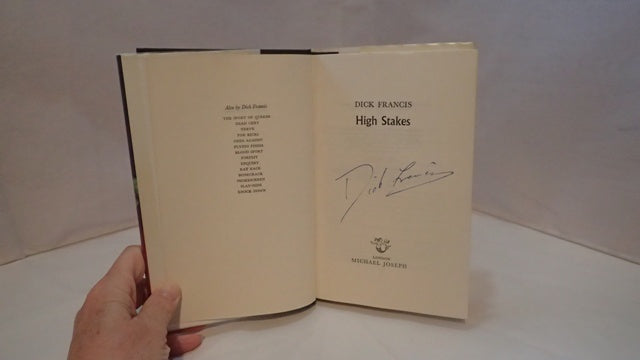 Also by Dick Francis
THE SPORT OF QUEENS
DEAD CERT
NERVE
FOR KICKS
ODDS AGAINST
FLYING FINISH
BLOOD SPORT
FORFEIT
ENQUIRY
RAT RACE
BONECRACK
SMOKESCREEN
SLAY-RIDE
KNOCK DOWN
DICK FRANCIS
High Stakes
Dick Francis
LONDON
MICHAEL JOSEPH